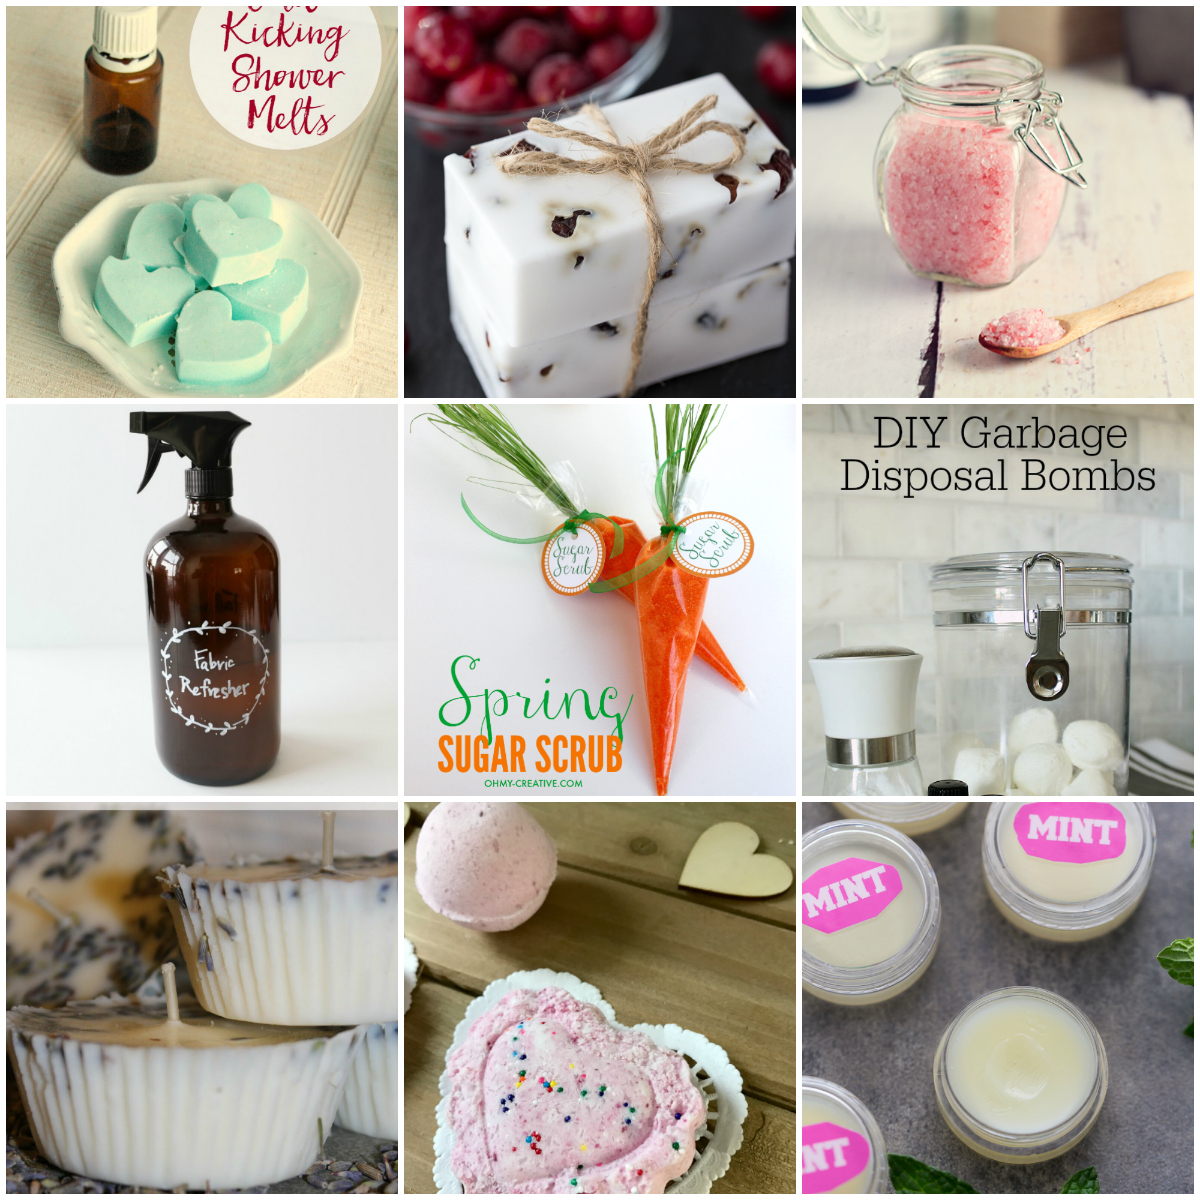 Kicking
Shower
Melts
Fabric
Refresher
Sugar
Scrub
Sugar
Scrub
Spring
SUGAR SCRUB
OHMY-CREATIVE.COM
DIY Garbage
Disposal Bombs
MINT
MINT